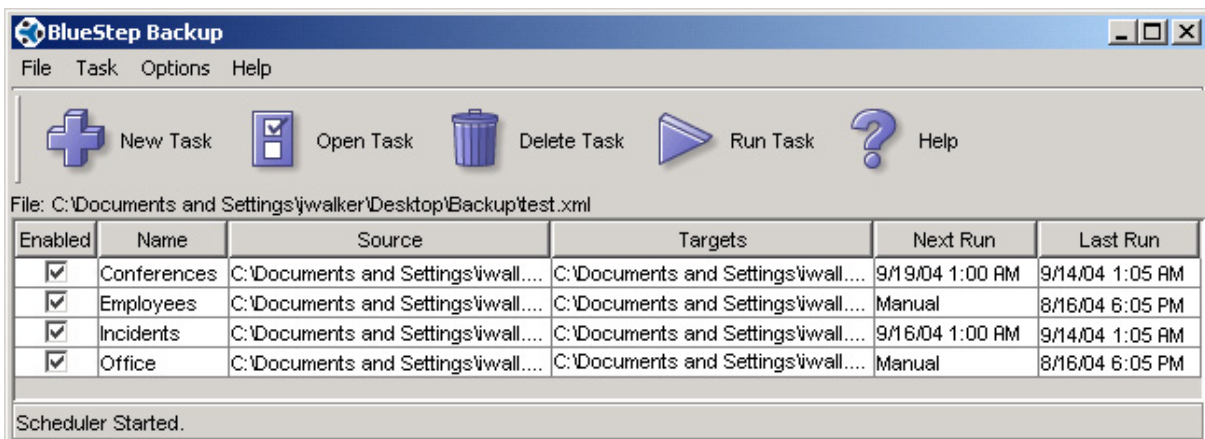 BlueStep Backup
File Task Options Help
New Task Open Task Delete Task Run Task Help
File: C:\Documents and Settings\jwalker\Desktop\Backup\test.xml
Enabled Name Source Targets Next Run Last Run
Conferences C:\Documents and Settings\jwall.... C:\Documents and Settings\jwall.... 9/19/04 1:00 AM 9/14/04 1:05 AM
Employees C:\Documents and Settings\jwall.... C:\Documents and Settings\jwall.... Manual 8/16/04 6:05 PM
Incidents C:\Documents and Settings\jwall.... C:\Documents and Settings\jwall.... 9/16/04 1:00 AM 9/14/04 1:05 AM
Office C:\Documents and Settings\jwall.... C:\Documents and Settings\jwall.... Manual 8/16/04 6:05 PM
Scheduler Started.